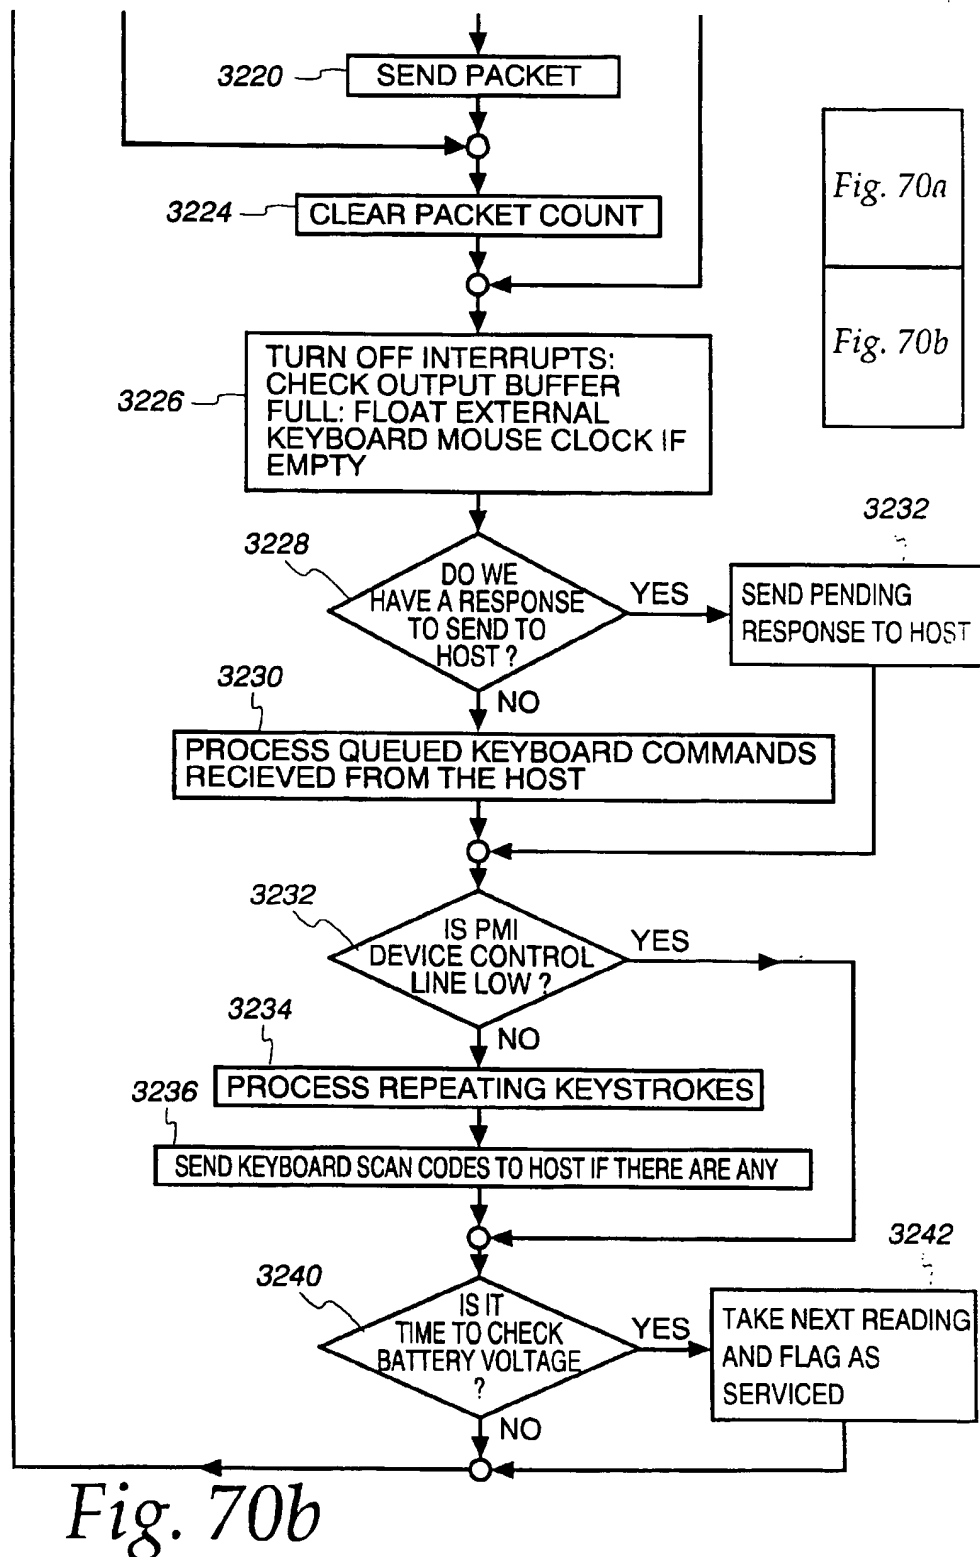 3220
SEND PACKET
3224
CLEAR PACKET COUNT
Fig. 70a
Fig. 70b
3226
TURN OFF INTERRUPTS:
CHECK OUTPUT BUFFER
FULL: FLOAT EXTERNAL
KEYBOARD MOUSE CLOCK IF
EMPTY
3228
DO WE
HAVE A RESPONSE
TO SEND TO
HOST ?
YES
3232
SEND PENDING
RESPONSE TO HOST
NO
3230
PROCESS QUEUED KEYBOARD COMMANDS
RECIEVED FROM THE HOST
3232
IS PMI
DEVICE CONTROL
LINE LOW ?
YES
NO
3234
PROCESS REPEATING KEYSTROKES
3236
SEND KEYBOARD SCAN CODES TO HOST IF THERE ARE ANY
3240
IS IT
TIME TO CHECK
BATTERY VOLTAGE
?
YES
3242
TAKE NEXT READING
AND FLAG AS
SERVICED
NO
Fig. 70b